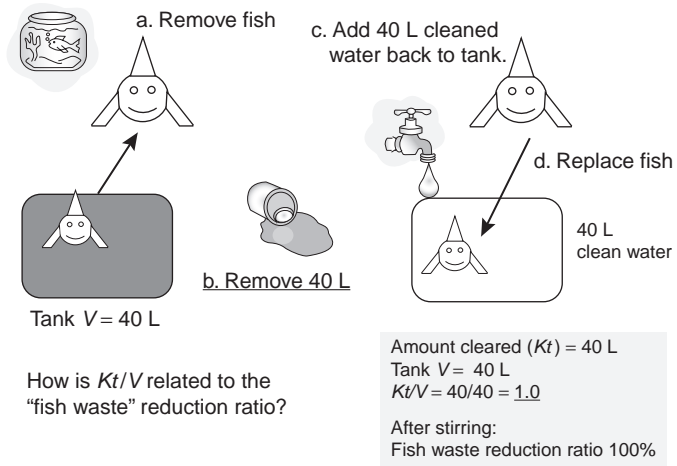 a. Remove fish
c. Add 40 L cleaned
water back to tank.
d. Replace fish
40 L
clean water
b. Remove 40 L
Tank V = 40 L
How is Kt/V related to the
“fish waste” reduction ratio?
Amount cleared (Kt) = 40 L
Tank V = 40 L
Kt/V = 40/40 = 1.0
After stirring:
Fish waste reduction ratio 100%